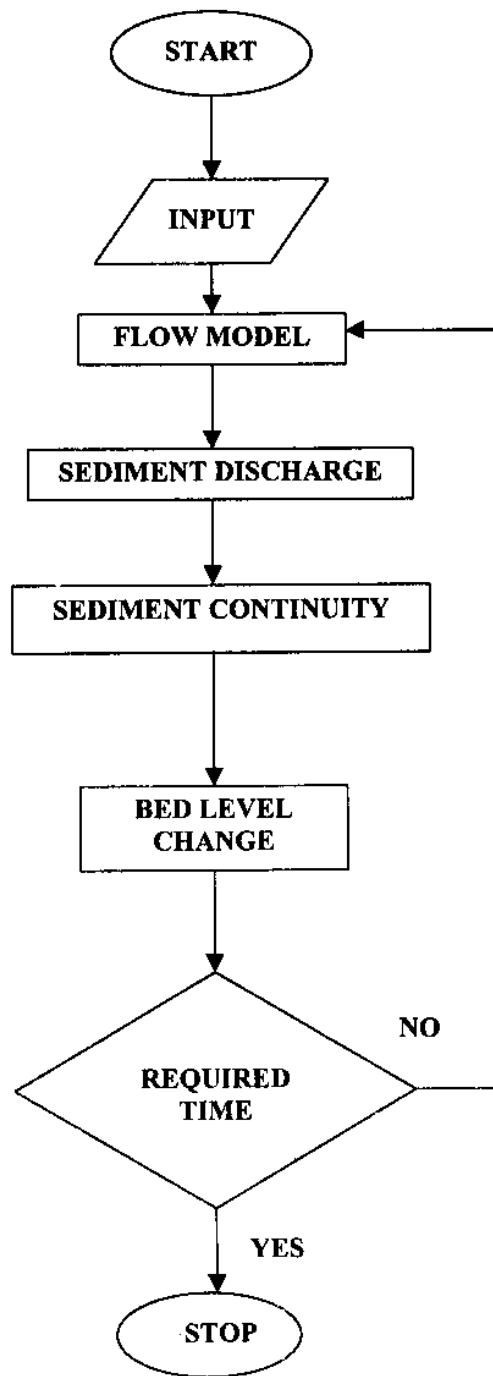 START
INPUT
FLOW MODEL
SEDIMENT DISCHARGE
SEDIMENT CONTINUITY
BED LEVEL
CHANGE
NO
REQUIRED
TIME
YES
STOP